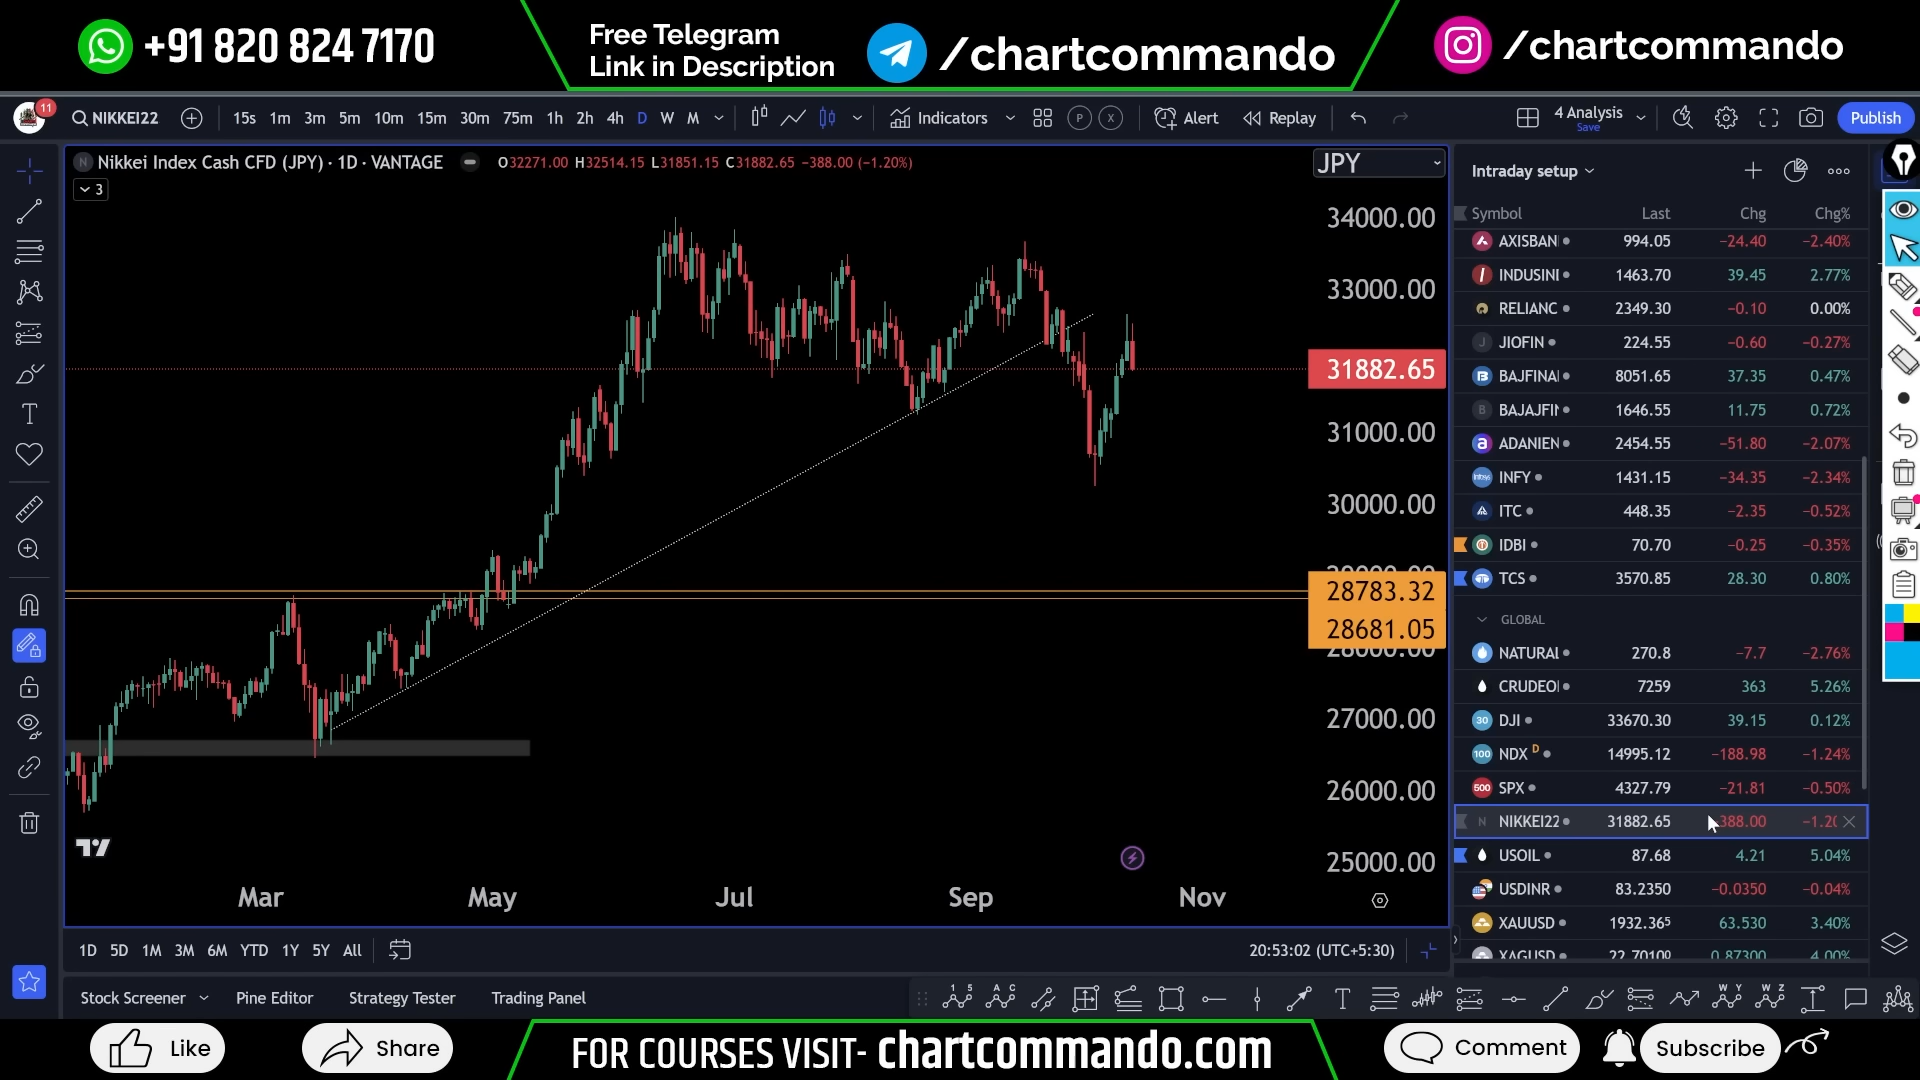 +91 820 824 7170
Free Telegram
Link in Description
/chartcommando
/chartcommando
11
NIKKEI22
15s 1m 3m 5m 10m 15m 30m 75m 1h 2h 4h D W M
Indicators
P X
Alert
Replay
4 Analysis
Save
Publish
N Nikkei Index Cash CFD (JPY) · 1D · VANTAGE
O32271.00 H32514.15 L31851.15 C31882.65 −388.00 (−1.20%)
JPY
3
34000.00
33000.00
31882.65
31000.00
30000.00
28783.32
28681.05
27000.00
26000.00
25000.00
Mar May Jul Sep Nov
1D 5D 1M 3M 6M YTD 1Y 5Y All
20:53:02 (UTC+5:30)
Stock Screener
Pine Editor
Strategy Tester
Trading Panel
Intraday setup
Symbol Last Chg Chg%
AXISBAN 994.05 −24.40 −2.40%
INDUSINI 1463.70 39.45 2.77%
RELIANC 2349.30 −0.10 0.00%
J JIOFIN 224.55 −0.60 −0.27%
BAJFINA 8051.65 37.35 0.47%
B BAJAJFIN 1646.55 11.75 0.72%
ADANIEN 2454.55 −51.80 −2.07%
INFY 1431.15 −34.35 −2.34%
ITC 448.35 −2.35 −0.52%
IDBI 70.70 −0.25 −0.35%
TCS 3570.85 28.30 0.80%
GLOBAL
NATURAL 270.8 −7.7 −2.76%
CRUDEO 7259 363 5.26%
30 DJI 33670.30 39.15 0.12%
100 NDX D 14995.12 −188.98 −1.24%
500 SPX 4327.79 −21.81 −0.50%
N NIKKEI22 31882.65 388.00 −1.20
USOIL 87.68 4.21 5.04%
USDINR 83.2350 −0.0350 −0.04%
XAUUSD 1932.365 63.530 3.40%
XAGUSD 22.70100 0.87300 4.00%
Like
Share
FOR COURSES VISIT- chartcommando.com
Comment
Subscribe